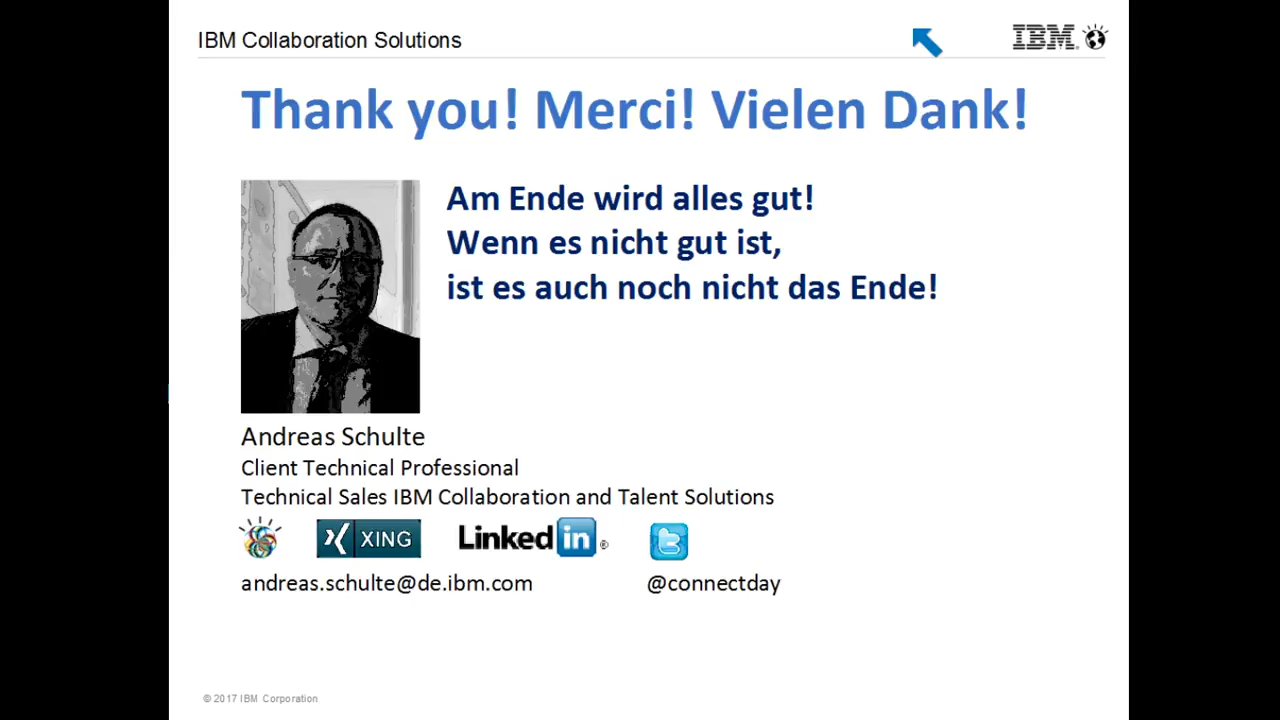 IBM Collaboration Solutions
IBM
Thank you! Merci! Vielen Dank!
Am Ende wird alles gut!
Wenn es nicht gut ist,
ist es auch noch nicht das Ende!
Andreas Schulte
Client Technical Professional
Technical Sales IBM Collaboration and Talent Solutions
XING
Linked in ®
andreas.schulte@de.ibm.com
@connectday
© 2017 IBM Corporation